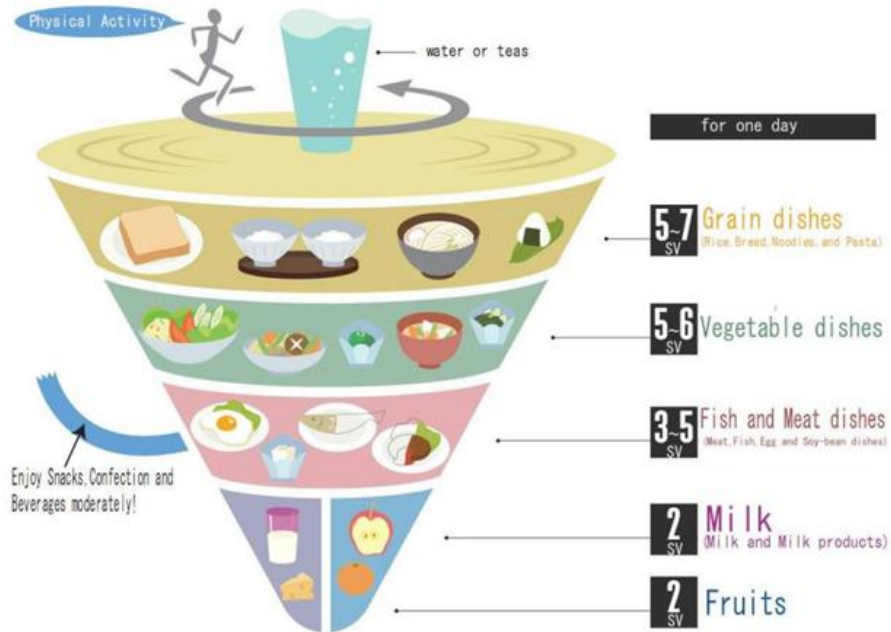 Physical Activity
water or teas
for one day
5~7 SV
Grain dishes
(Rice, Bread, Noodles, and Pasta)
5~6 SV
Vegetable dishes
3~5 SV
Fish and Meat dishes
(Meat, Fish, Egg and Soy-bean dishes)
Enjoy Snacks, Confection and
Beverages moderately!
2 SV
Milk
(Milk and Milk products)
2 SV
Fruits